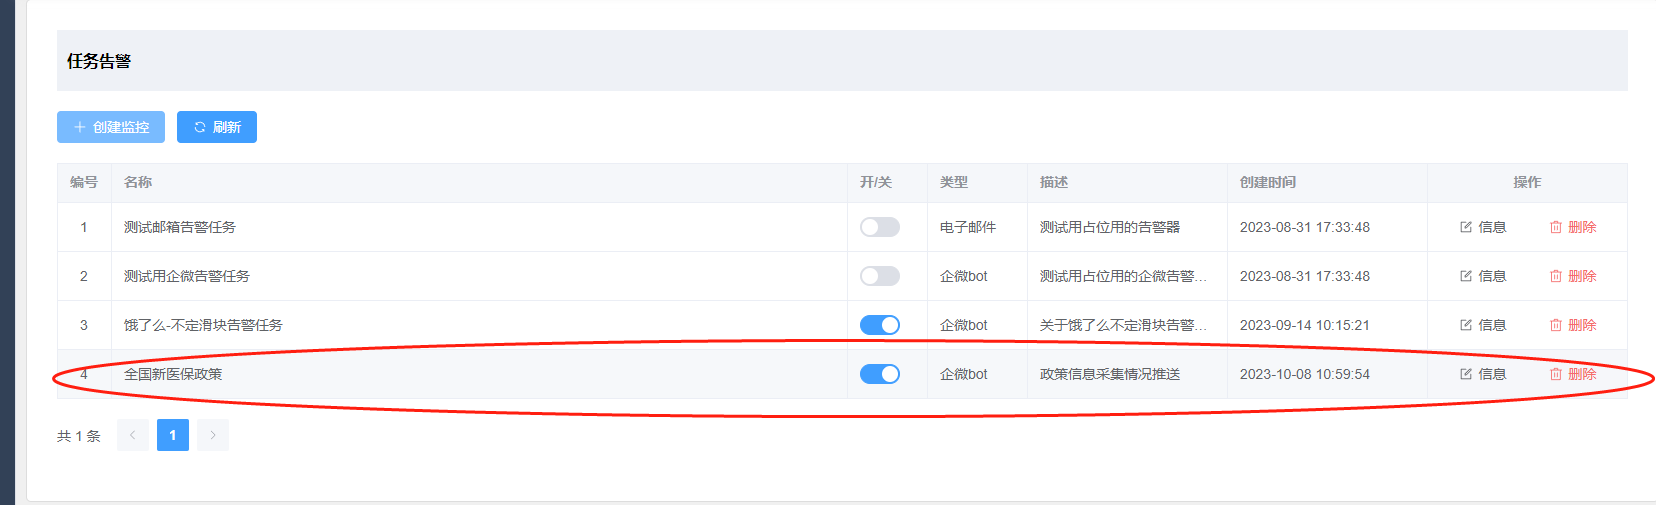 任务告警
创建监控 刷新
编号 名称 开/关 类型 描述 创建时间 操作
1 测试邮箱告警任务 电子邮件 测试用占位用的告警器 2023-08-31 17:33:48 信息 删除
2 测试用企微告警任务 企微bot 测试用占位用的企微告警... 2023-08-31 17:33:48 信息 删除
3 饿了么-不定滑块告警任务 企微bot 关于饿了么不定滑块告警... 2023-09-14 10:15:21 信息 删除
4 全国新医保政策 企微bot 政策信息采集情况推送 2023-10-08 10:59:54 信息 删除
共 1 条 1